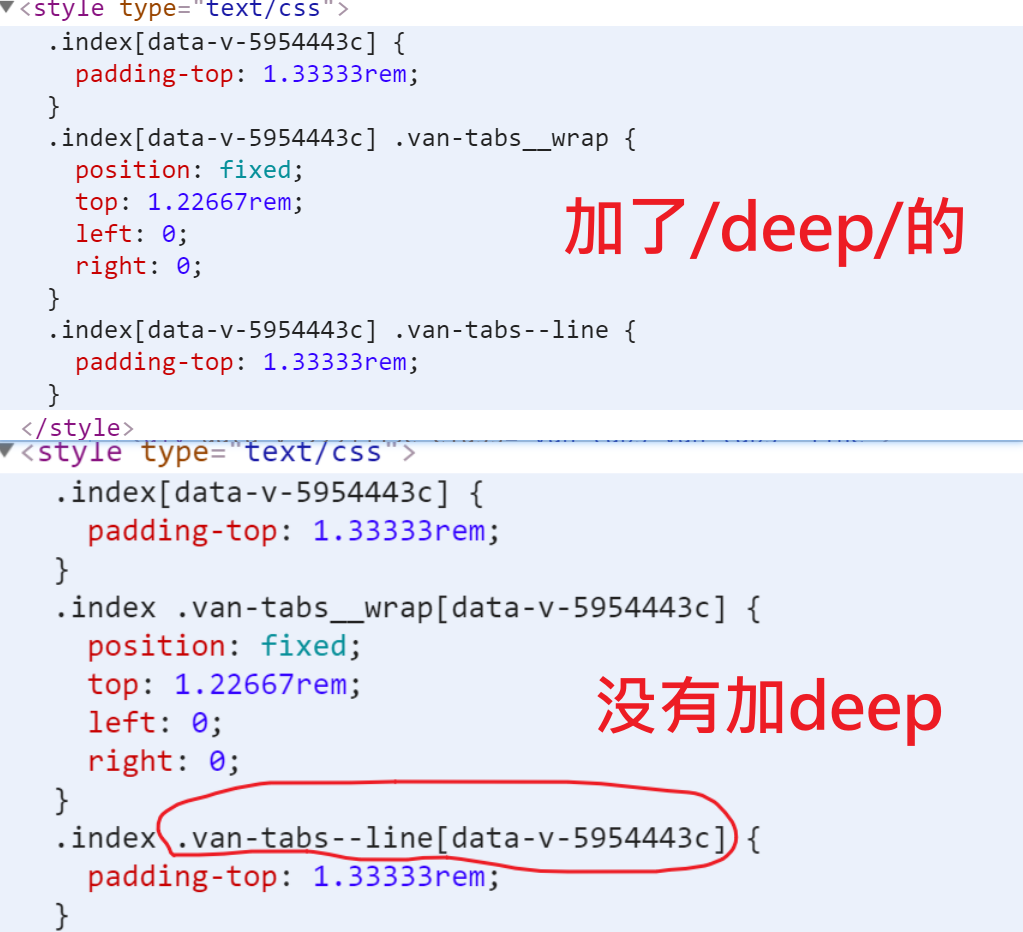 ▼<style type="text/css">
.index[data-v-5954443c] {
padding-top: 1.33333rem;
}
.index[data-v-5954443c] .van-tabs__wrap {
position: fixed;
top: 1.22667rem;
left: 0;
right: 0;
}
加了/deep/的
.index[data-v-5954443c] .van-tabs--line {
padding-top: 1.33333rem;
}
</style>
▼<style type="text/css">
.index[data-v-5954443c] {
padding-top: 1.33333rem;
}
.index .van-tabs__wrap[data-v-5954443c] {
position: fixed;
top: 1.22667rem;
left: 0;
right: 0;
}
没有加deep
.index .van-tabs--line[data-v-5954443c] {
padding-top: 1.33333rem;
}